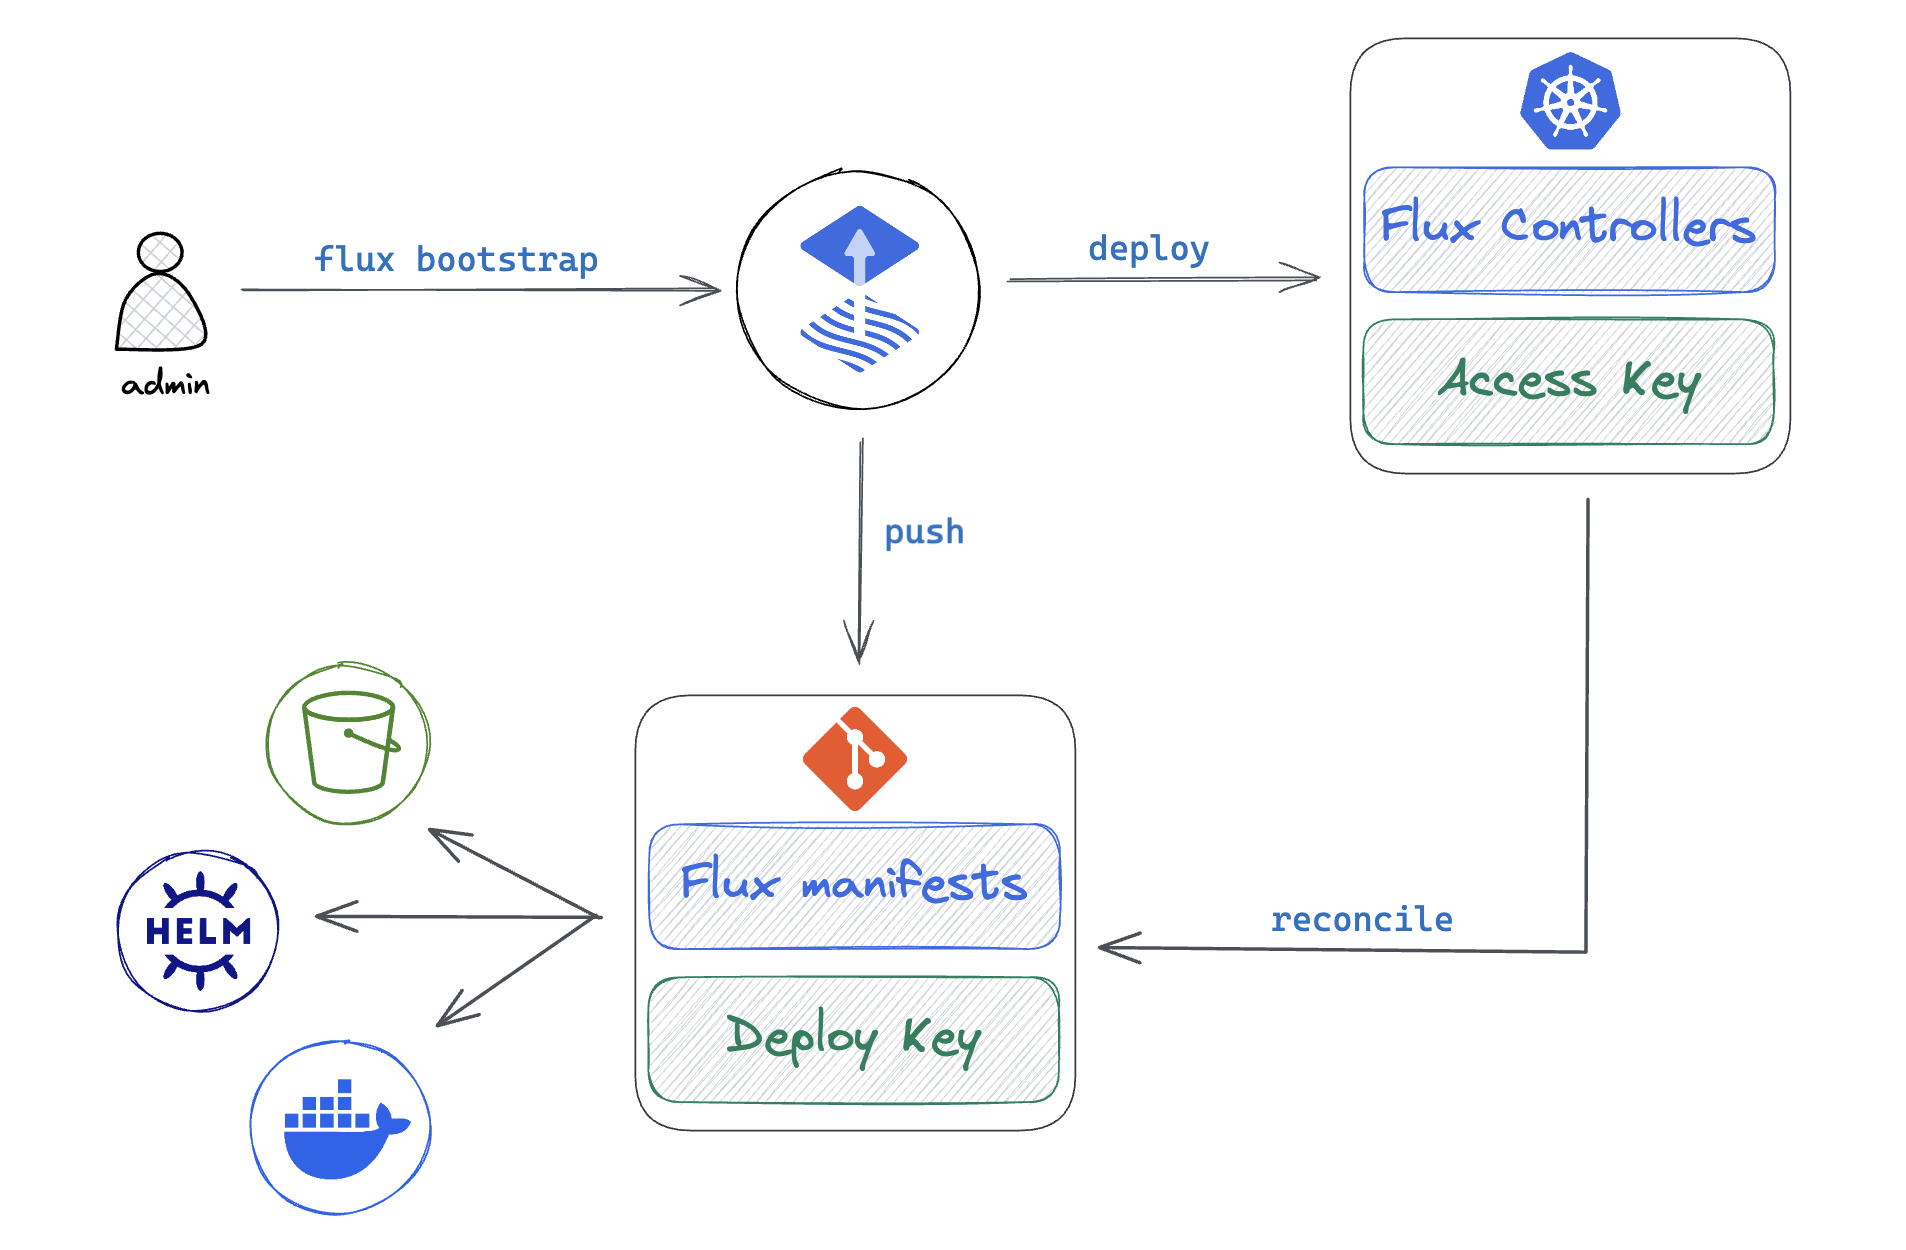 flux bootstrap
admin
deploy
Flux Controllers
Access Key
push
Flux manifests
Deploy Key
reconcile
HELM